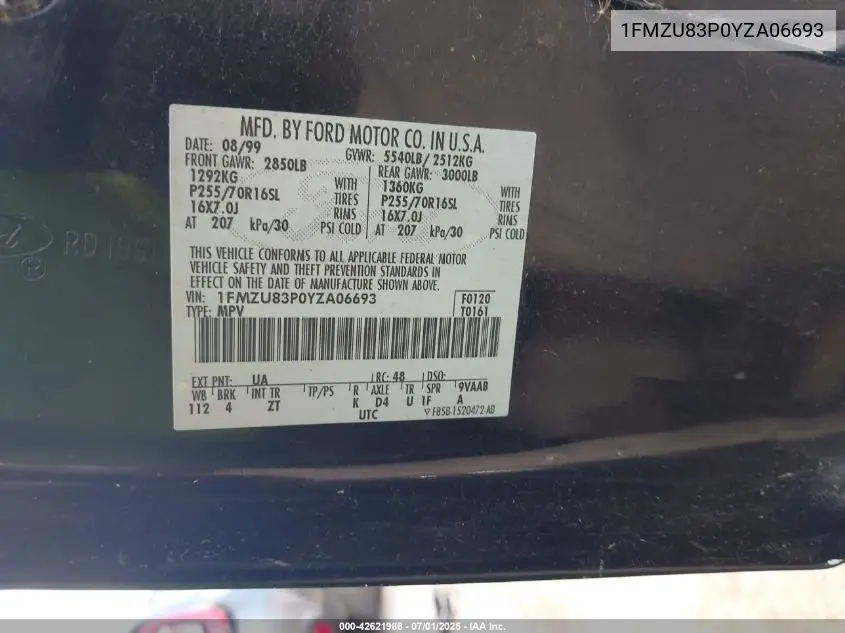 1FMZU83P0YZA06693
MFD. BY FORD MOTOR CO. IN U.S.A.
DATE: 08/99 GVWR: 5540LB/ 2512KG
FRONT GAWR: 2850LB REAR GAWR: 3000LB
1292KG WITH 1360KG WITH
P255/70R16SL TIRES P255/70R16SL TIRES
16X7.0J RINS 16X7.0J RINS
AT 207 kPa/30 PSI COLD AT 207 kPa/30 PSI COLD
THIS VEHICLE CONFORMS TO ALL APPLICABLE FEDERAL MOTOR
VEHICLE SAFETY AND THEFT PREVENTION STANDARDS IN
EFFECT ON THE DATE OF MANUFACTURE SHOWN ABOVE.
VIN: 1FMZU83P0YZA06693 F0120
TYPE: MPV T0161
EXT PNT: UA RC: 48 DSO:
WB BRK INT TR TP/PS R AXLE TR SPR 9VAAB
112 4 ZT K D4 U 1F A
UTC F85B-1520472-AB
RD 1991
000-42621988 - 07/01/2025 - IAA Inc.